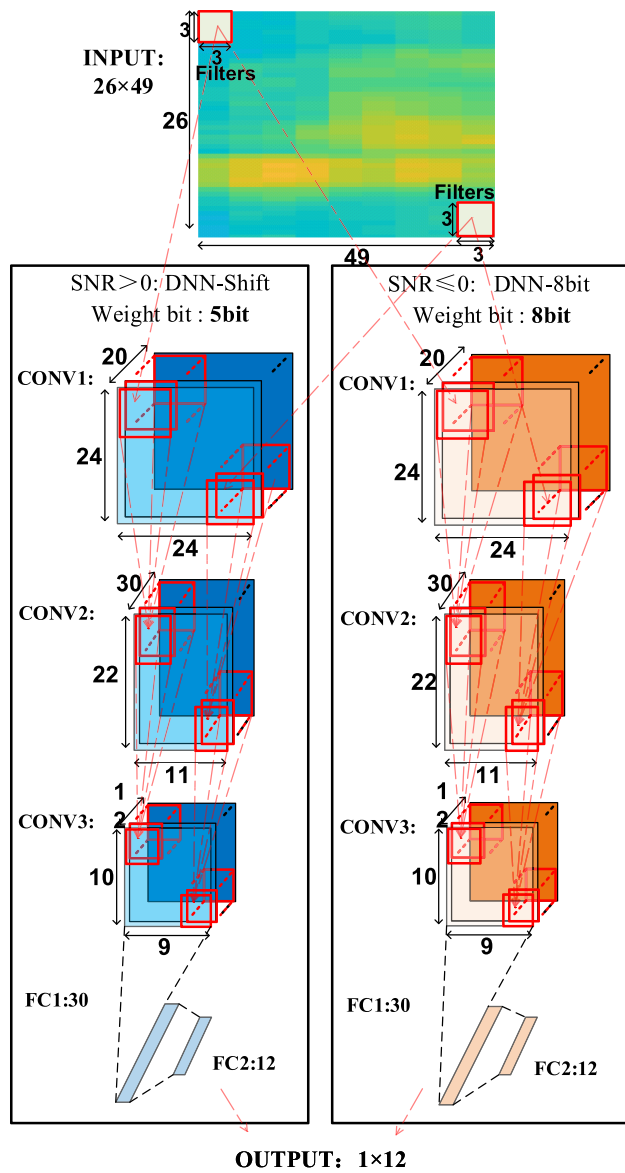 3
INPUT:
26×49
3
Filters
26
Filters
3
3
49
SNR>0: DNN-Shift
Weight bit : 5bit
20
CONV1:
24
24
30
CONV2:
22
11
1
2
CONV3:
10
9
FC1:30
FC2:12
SNR≤0: DNN-8bit
Weight bit : 8bit
20
CONV1:
24
24
30
CONV2:
22
11
1
2
CONV3:
10
9
FC1:30
FC2:12
OUTPUT: 1×12